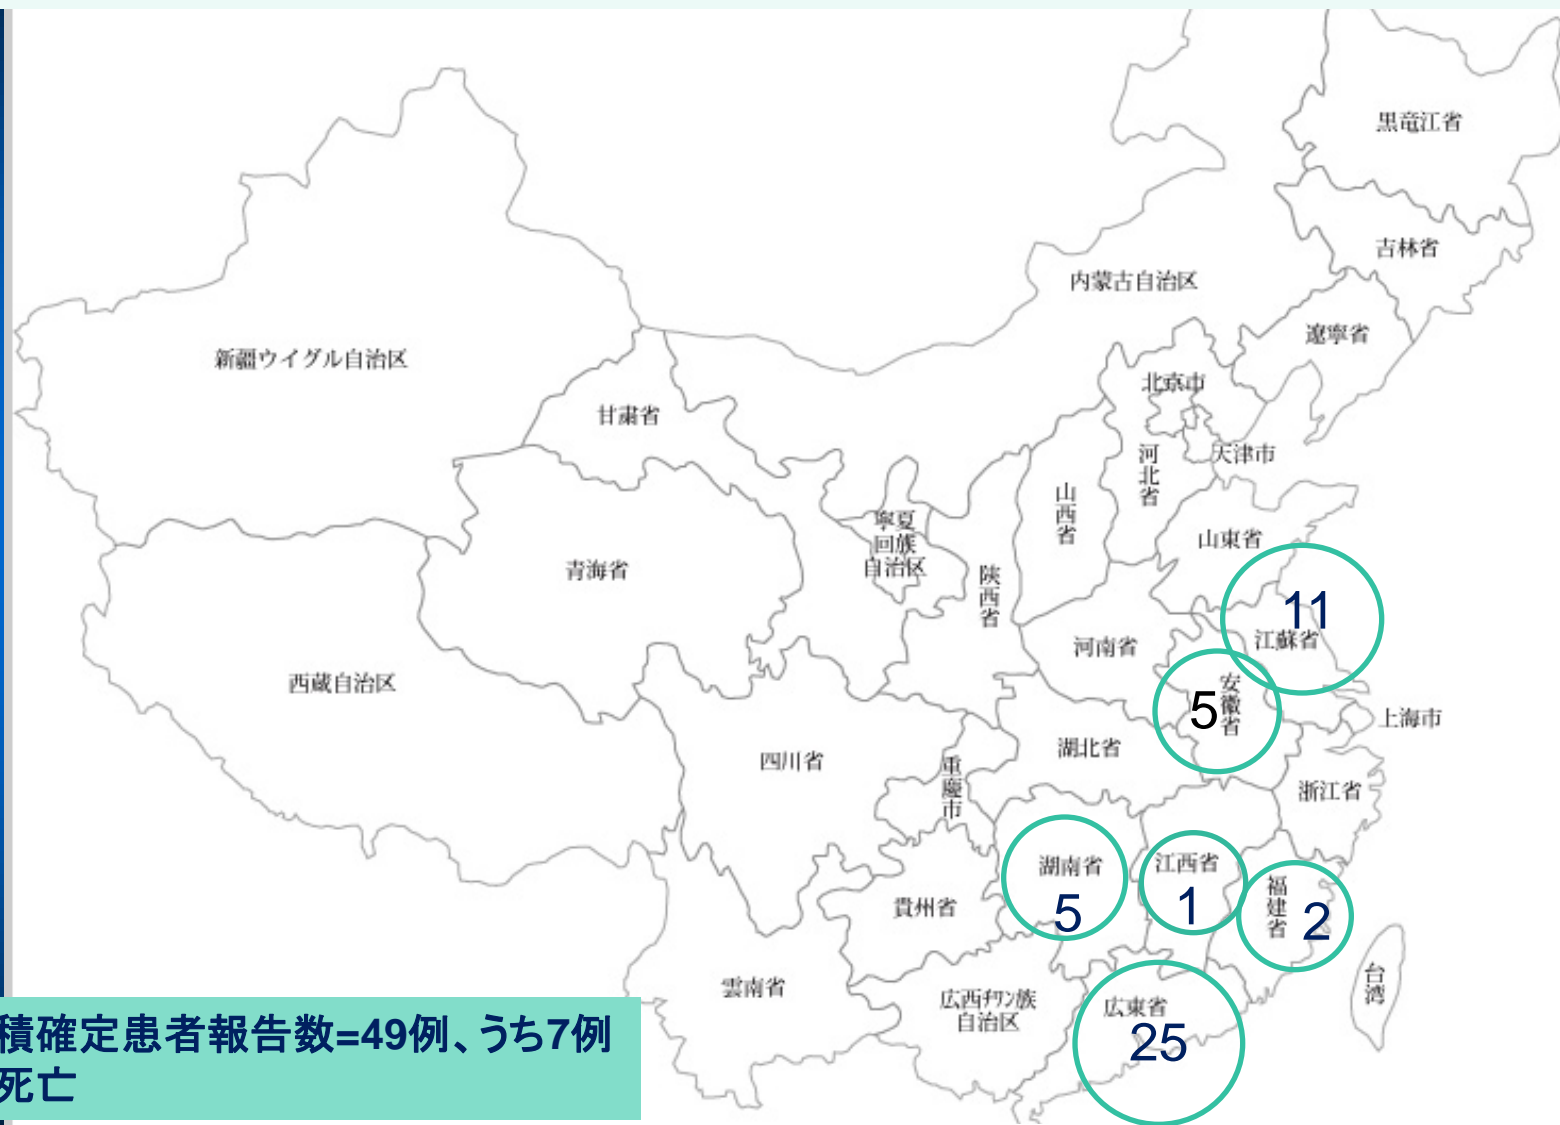 黒竜江省
吉林省
内蒙古自治区
遼寧省
新疆ウイグル自治区
北京市
甘粛省
天津市
河北省
山西省
寧夏
回族
自治区
山東省
青海省
陝西省
11
江蘇省
河南省
西蔵自治区
安徽省
5
上海市
湖北省
四川省
重慶市
浙江省
湖南省
5
江西省
1
福建省
2
貴州省
雲南省
広西チワン族
自治区
広東省
25
台湾
積確定患者報告数=49例、うち7例
死亡